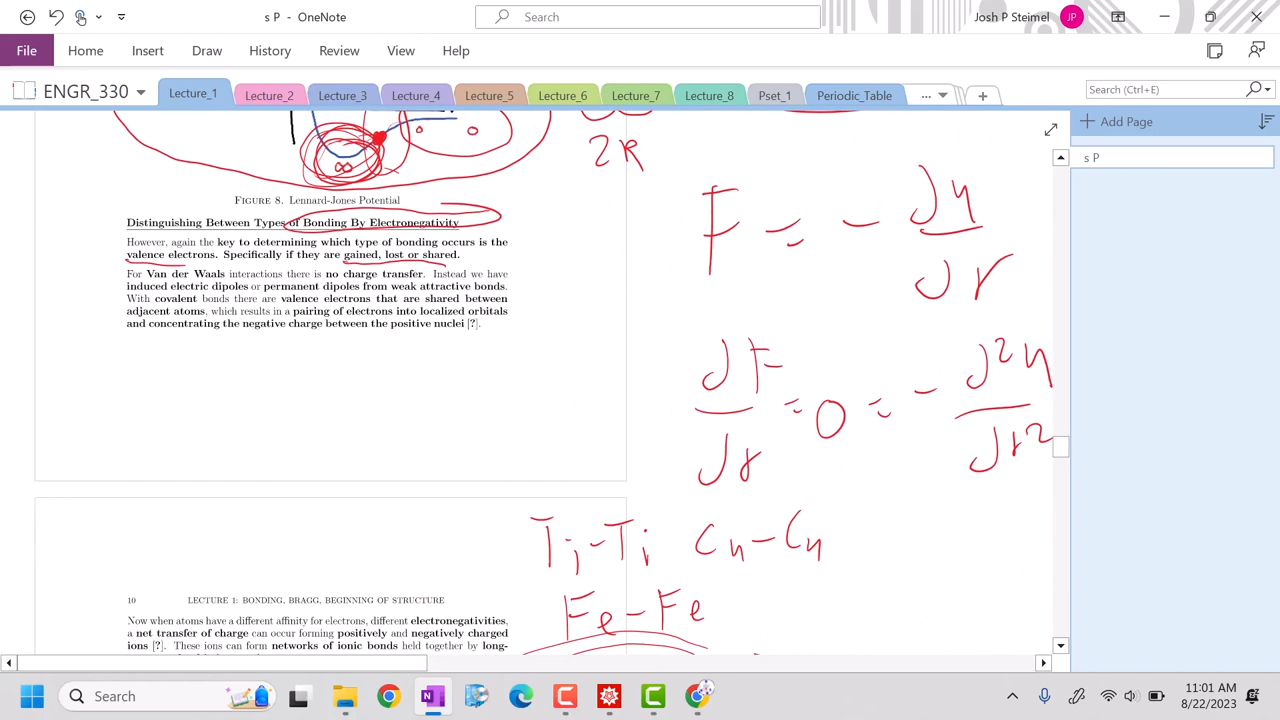 s P - OneNote
Search
Josh P Steimel
JP
File
Home
Insert
Draw
History
Review
View
Help
ENGR_330
Lecture_1
Lecture_2
Lecture_3
Lecture_4
Lecture_5
Lecture_6
Lecture_7
Lecture_8
Pset_1
Periodic_Table
...
Search (Ctrl+E)
Add Page
s P
2R
FIGURE 8. Lennard-Jones Potential
Distinguishing Between Types of Bonding By Electronegativity
However, again the key to determining which type of bonding occurs is the
valence electrons. Specifically if they are gained, lost or shared.
For Van der Waals interactions there is no charge transfer. Instead we have
induced electric dipoles or permanent dipoles from weak attractive bonds.
With covalent bonds there are valence electrons that are shared between
adjacent atoms, which results in a pairing of electrons into localized orbitals
and concentrating the negative charge between the positive nuclei [?].
F = - du/dr
dF/dr = 0 = - d²u/dr²
Ti-Ti Cu-Cu
Fe-Fe
10 LECTURE 1: BONDING, BRAGG, BEGINNING OF STRUCTURE
Now when atoms have a different affinity for electrons, different electronegativities,
a net transfer of charge can occur forming positively and negatively charged
ions [?]. These ions can form networks of ionic bonds held together by long-
Search
11:01 AM
8/22/2023